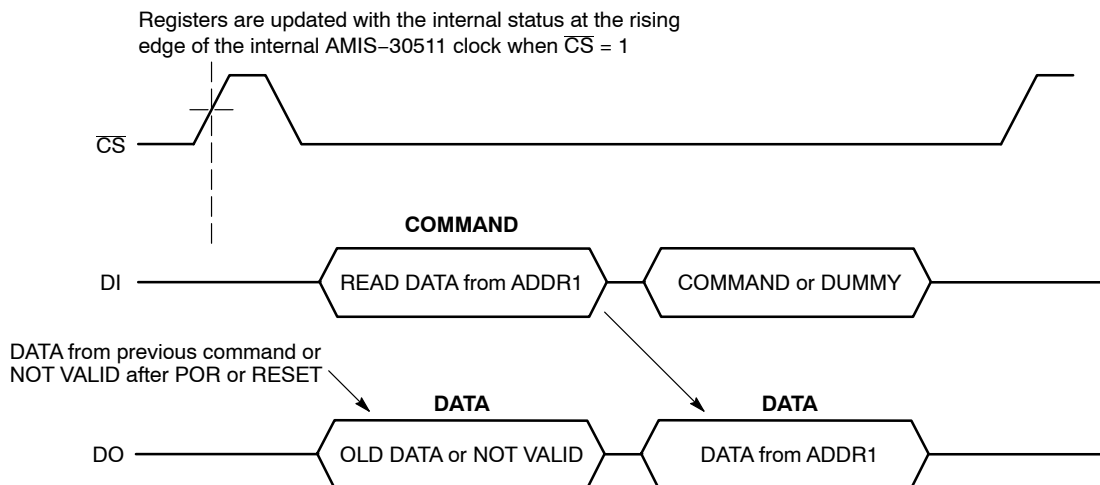 Registers are updated with the internal status at the rising
edge of the internal AMIS−30511 clock when C̅S̅ = 1
C̅S̅
COMMAND
DI
READ DATA from ADDR1
COMMAND or DUMMY
DATA from previous command or
NOT VALID after POR or RESET
DATA
DATA
DO
OLD DATA or NOT VALID
DATA from ADDR1